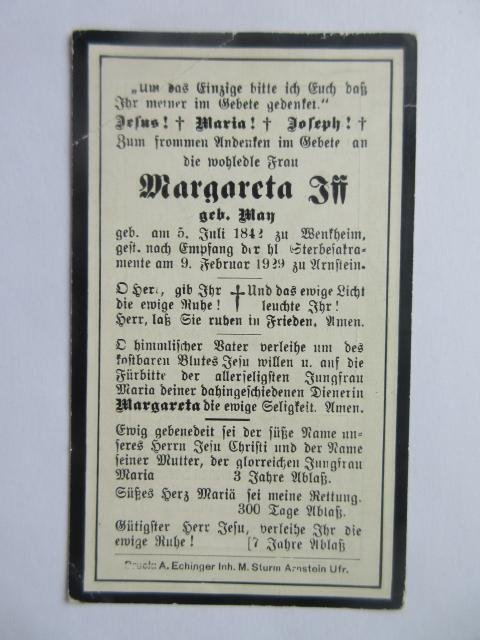 „Um das Einzige bitte ich Euch daß
Ihr meiner im Gebete gedenket.“
Jesus! † Maria! † Joseph! †
Zum frommen Andenken im Gebete an
die wohledle Frau
Margareta Iff
geb. May
geb. am 5. Juli 1842 zu Wenkheim,
gest. nach Empfang der hl Sterbesakra-
mente am 9. Februar 1929 zu Arnstein.
O Herr, gib Ihr † Und das ewige Licht
die ewige Ruhe! leuchte Ihr!
Herr, laß Sie ruhen in Frieden. Amen.
O himmlischer Vater verleihe um des
kostbaren Blutes Jesu willen u. auf die
Fürbitte der allerseligsten Jungfrau
Maria deiner dahingeschiedenen Dienerin
Margareta die ewige Seligkeit. Amen.
Ewig gebenedeit sei der süße Name un-
seres Herrn Jesu Christi und der Name
seiner Mutter, der glorreichen Jungfrau
Maria 3 Jahre Ablaß.
Süßes Herz Mariä sei meine Rettung.
300 Tage Ablaß.
Gütigster Herr Jesu, verleihe Ihr die
ewige Ruhe! [7 Jahre Ablaß
Druck: A. Echinger Inh. M. Sturm Arnstein Ufr.